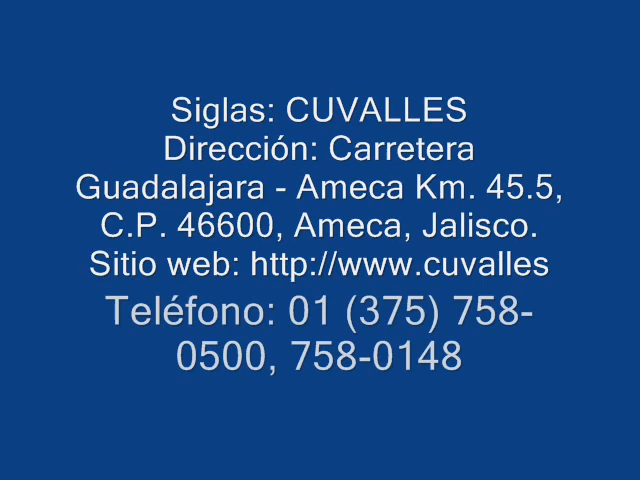 Siglas: CUVALLES
Dirección: Carretera
Guadalajara - Ameca Km. 45.5,
C.P. 46600, Ameca, Jalisco.
Sitio web: http://www.cuvalles
Teléfono: 01 (375) 758-
0500, 758-0148